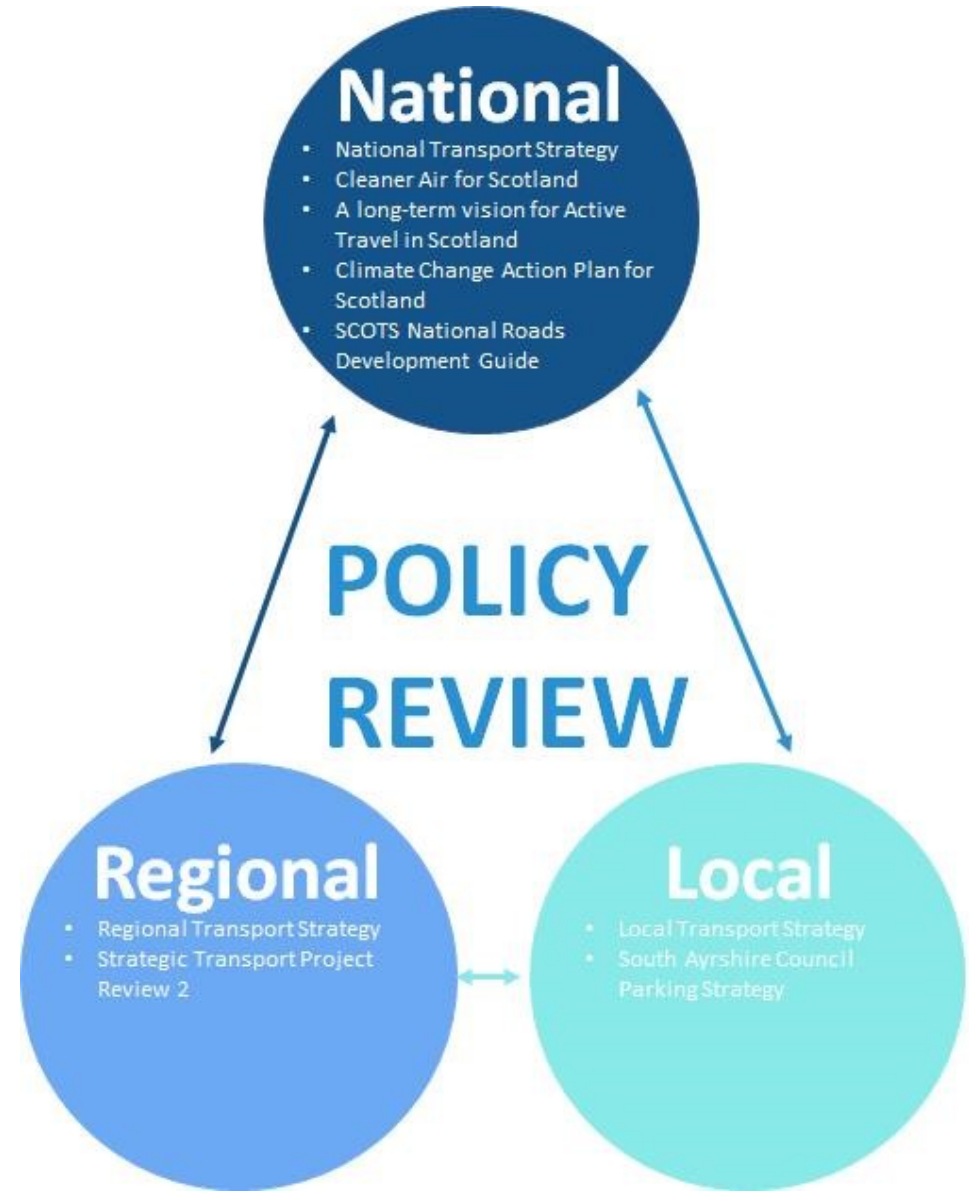 National
• National Transport Strategy
• Cleaner Air for Scotland
• A long-term vision for Active
Travel in Scotland
• Climate Change Action Plan for
Scotland
• SCOTS National Roads
Development Guide
POLICY
REVIEW
Regional
• Regional Transport Strategy
• Strategic Transport Project
Review 2
Local
• Local Transport Strategy
• South Ayrshire Council
Parking Strategy